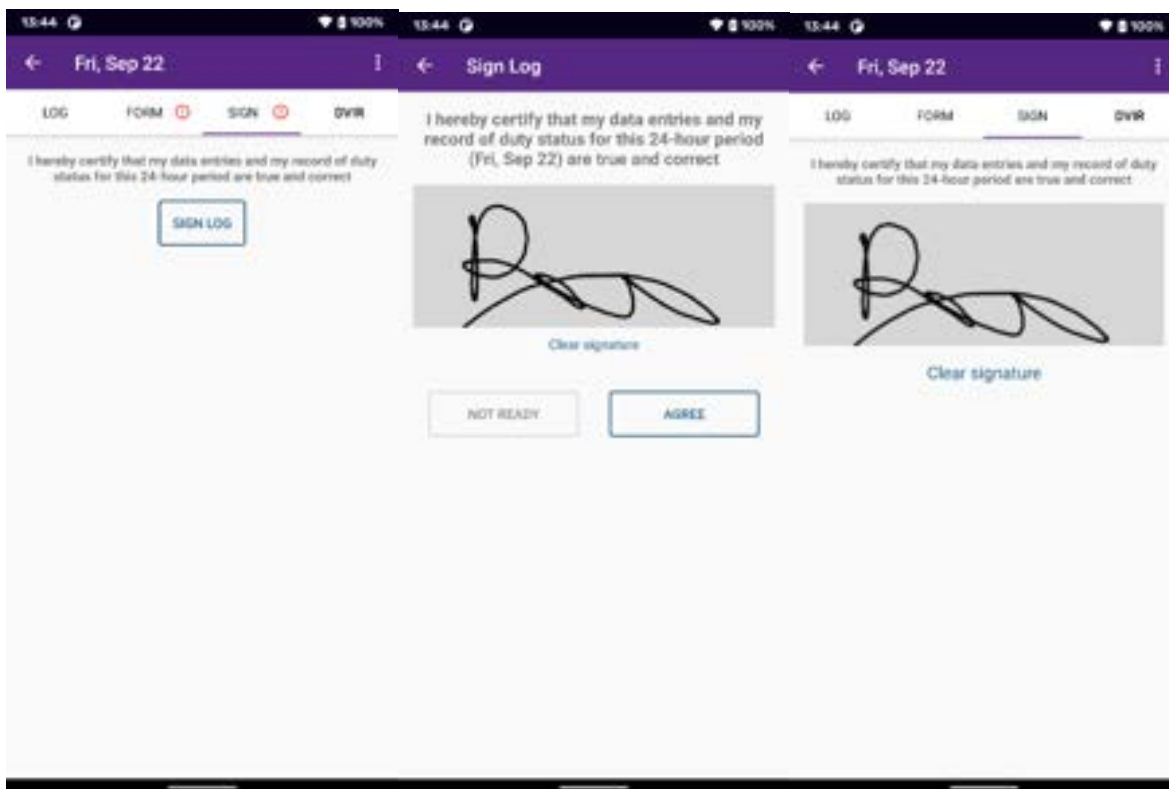 13:44 100%
Fri, Sep 22
LOG FORM SIGN DVIR
I hereby certify that my data entries and my record of duty
status for this 24-hour period are true and correct
SIGN LOG
13:44 100%
Sign Log
I hereby certify that my data entries and my
record of duty status for this 24-hour period
(Fri, Sep 22) are true and correct
Clear signature
NOT READY AGREE
13:44 100%
Fri, Sep 22
LOG FORM SIGN DVIR
I hereby certify that my data entries and my record of duty
status for this 24-hour period are true and correct
Clear signature